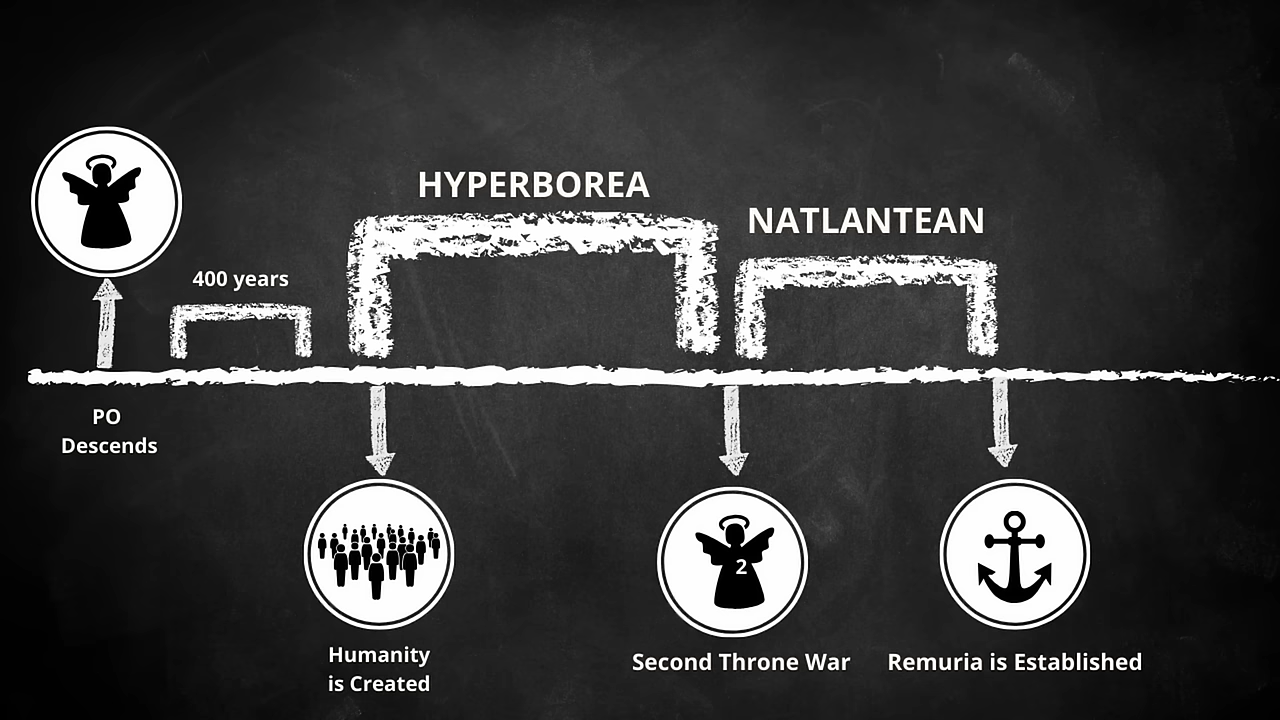 HYPERBOREA
NATLANTEAN
400 years
PO
Descends
2
Humanity
is Created
Second Throne War
Remuria is Established